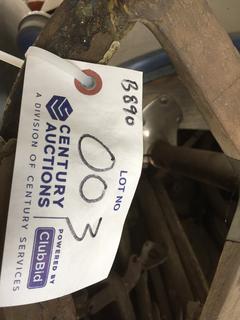 B890
LOT NO
003
CENTURY
AUCTIONS
A DIVISION OF CENTURY SERVICES
POWERED BY
ClubBid